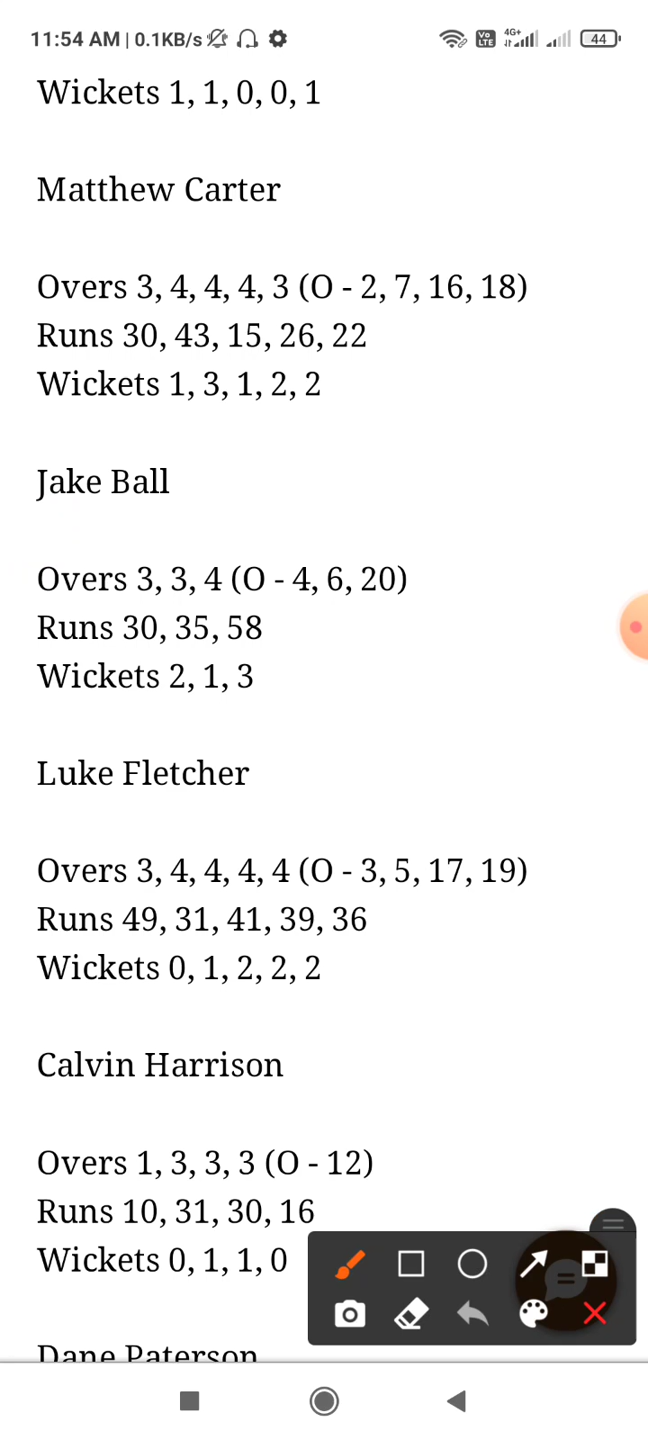 11:54 AM | 0.1KB/s
Vo LTE
4G+
44
Wickets 1, 1, 0, 0, 1
Matthew Carter
Overs 3, 4, 4, 4, 3 (O - 2, 7, 16, 18)
Runs 30, 43, 15, 26, 22
Wickets 1, 3, 1, 2, 2
Jake Ball
Overs 3, 3, 4 (O - 4, 6, 20)
Runs 30, 35, 58
Wickets 2, 1, 3
Luke Fletcher
Overs 3, 4, 4, 4, 4 (O - 3, 5, 17, 19)
Runs 49, 31, 41, 39, 36
Wickets 0, 1, 2, 2, 2
Calvin Harrison
Overs 1, 3, 3, 3 (O - 12)
Runs 10, 31, 30, 16
Wickets 0, 1, 1, 0
Dane Paterson